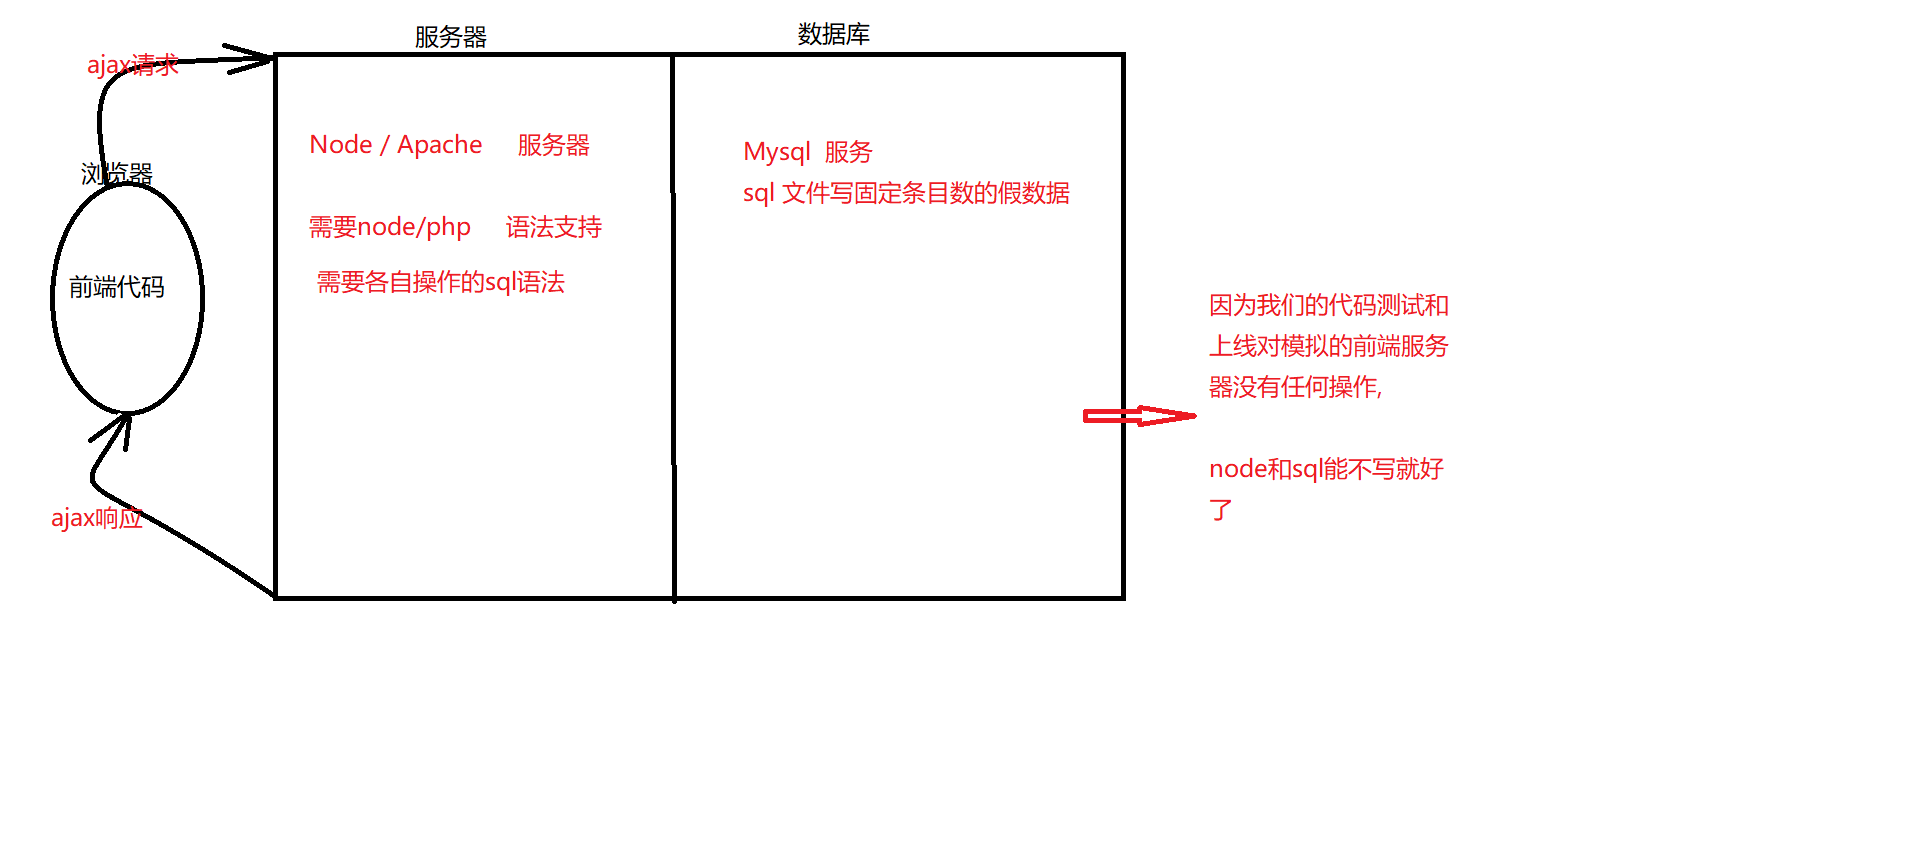 服务器
数据库
ajax请求
Node / Apache 服务器
Mysql 服务
浏览器
sql 文件写固定条目数的假数据
需要node/php 语法支持
需要各自操作的sql语法
前端代码
因为我们的代码测试和
上线对模拟的前端服务
器没有任何操作,
node和sql能不写就好
了
ajax响应